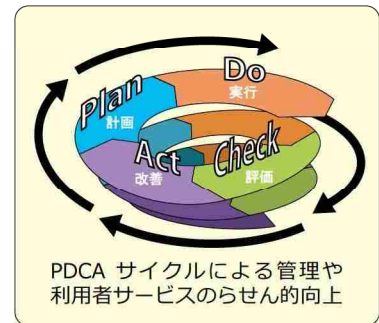 Plan
計画
Do
実行
Act
改善
Check
評価
PDCA サイクルによる管理や
利用者サービスのらせん的向上